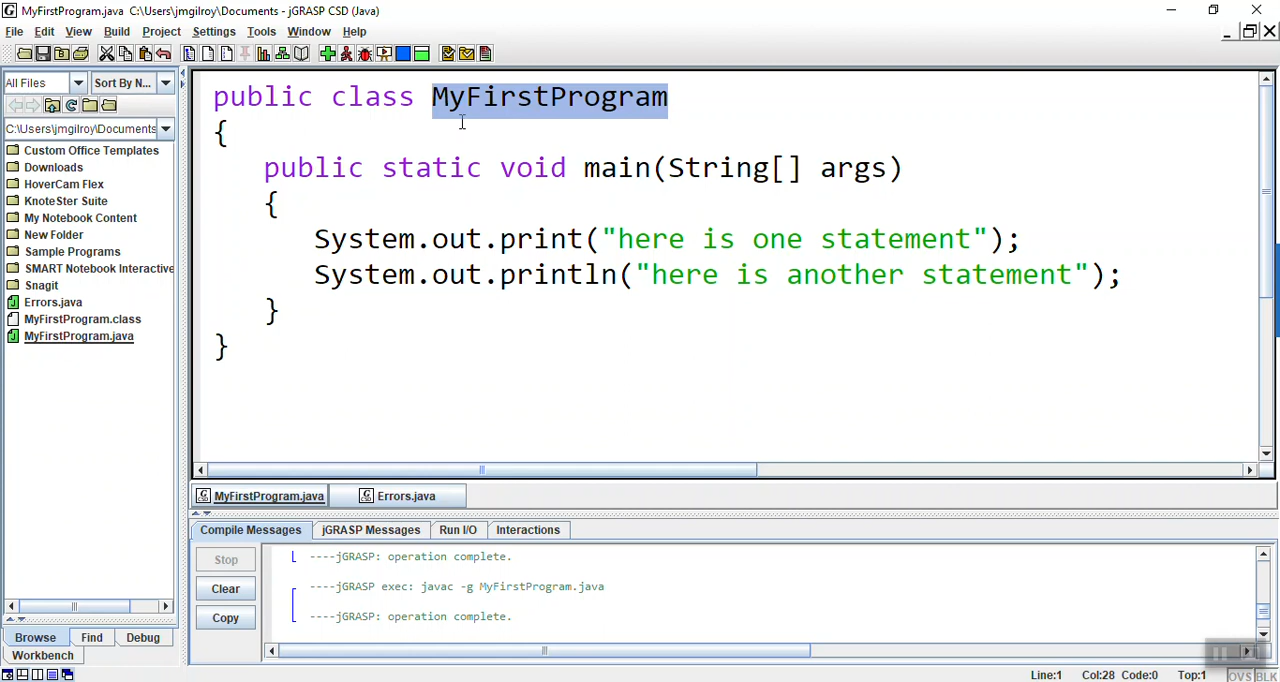 MyFirstProgram.java C:\Users\jmgilroy\Documents - jGRASP CSD (Java)
File Edit View Build Project Settings Tools Window Help
All Files Sort By N...
C:\Users\jmgilroy\Documents
Custom Office Templates
Downloads
HoverCam Flex
KnoteSter Suite
My Notebook Content
New Folder
Sample Programs
SMART Notebook Interactive
Snagit
Errors.java
MyFirstProgram.class
MyFirstProgram.java
Browse Find Debug
Workbench
public class MyFirstProgram
{
public static void main(String[] args)
{
System.out.print("here is one statement");
System.out.println("here is another statement");
}
}
MyFirstProgram.java Errors.java
Compile Messages jGRASP Messages Run I/O Interactions
Stop
Clear
Copy
----jGRASP: operation complete.
----jGRASP exec: javac -g MyFirstProgram.java
----jGRASP: operation complete.
Line:1 Col:28 Code:0 Top:1 OVS BLK